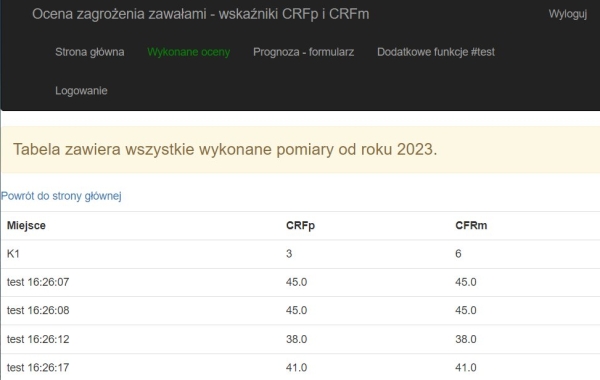 Ocena zagrożenia zawałami - wskaźniki CRFp i CRFm Wyloguj
Strona główna Wykonane oceny Prognoza - formularz Dodatkowe funkcje #test
Logowanie
Tabela zawiera wszystkie wykonane pomiary od roku 2023.
Powrót do strony głównej
Miejsce CRFp CFRm
K1 3 6
test 16:26:07 45.0 45.0
test 16:26:08 45.0 45.0
test 16:26:12 38.0 38.0
test 16:26:17 41.0 41.0